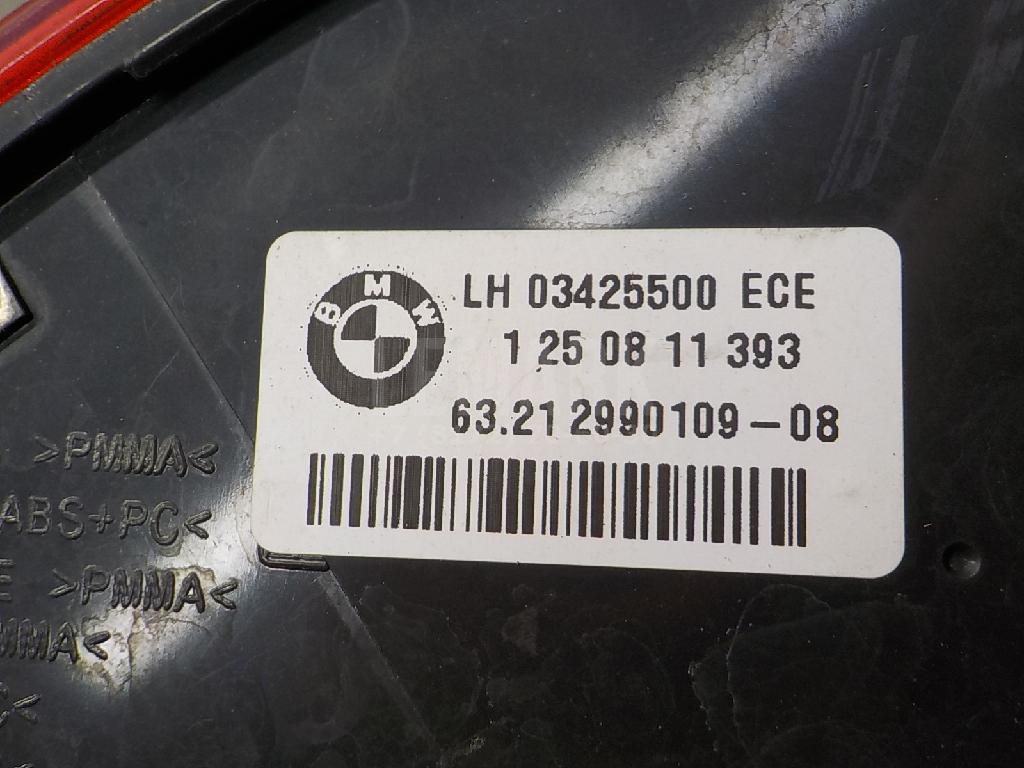 BMW
LH 03425500 ECE
1 25 08 11 393
63.21 2990109-08
>PMMA<
ABS+PC<
E >PMMA<
MMA<